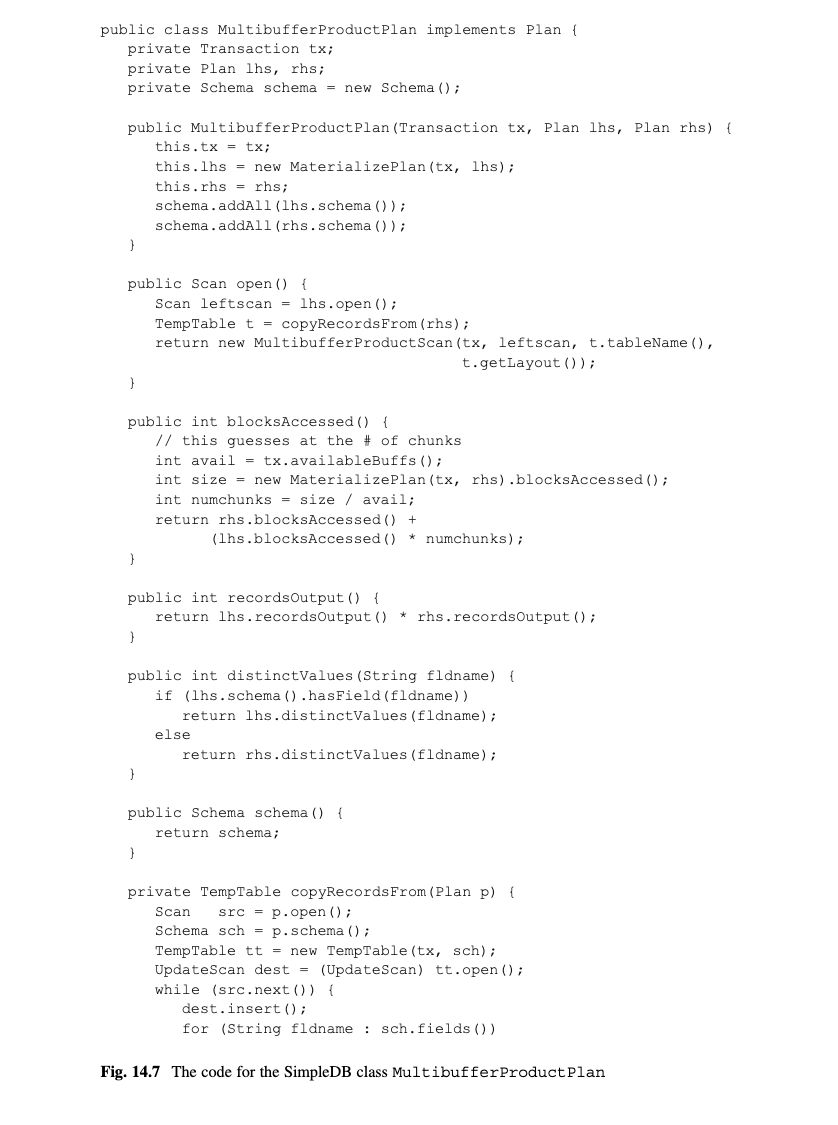 public class MultibufferProductPlan implements Plan {
   private Transaction tx;
   private Plan lhs, rhs;
   private Schema schema = new Schema();

   public MultibufferProductPlan(Transaction tx, Plan lhs, Plan rhs) {
      this.tx = tx;
      this.lhs = new MaterializePlan(tx, lhs);
      this.rhs = rhs;
      schema.addAll(lhs.schema());
      schema.addAll(rhs.schema());
   }

   public Scan open() {
      Scan leftscan = lhs.open();
      TempTable t = copyRecordsFrom(rhs);
      return new MultibufferProductScan(tx, leftscan, t.tableName(),
                                        t.getLayout());
   }

   public int blocksAccessed() {
      // this guesses at the # of chunks
      int avail = tx.availableBuffs();
      int size = new MaterializePlan(tx, rhs).blocksAccessed();
      int numchunks = size / avail;
      return rhs.blocksAccessed() +
            (lhs.blocksAccessed() * numchunks);
   }

   public int recordsOutput() {
      return lhs.recordsOutput() * rhs.recordsOutput();
   }

   public int distinctValues(String fldname) {
      if (lhs.schema().hasField(fldname))
         return lhs.distinctValues(fldname);
      else
         return rhs.distinctValues(fldname);
   }

   public Schema schema() {
      return schema;
   }

   private TempTable copyRecordsFrom(Plan p) {
      Scan   src = p.open();
      Schema sch = p.schema();
      TempTable tt = new TempTable(tx, sch);
      UpdateScan dest = (UpdateScan) tt.open();
      while (src.next()) {
         dest.insert();
         for (String fldname : sch.fields())

Fig. 14.7 The code for the SimpleDB class MultibufferProductPlan